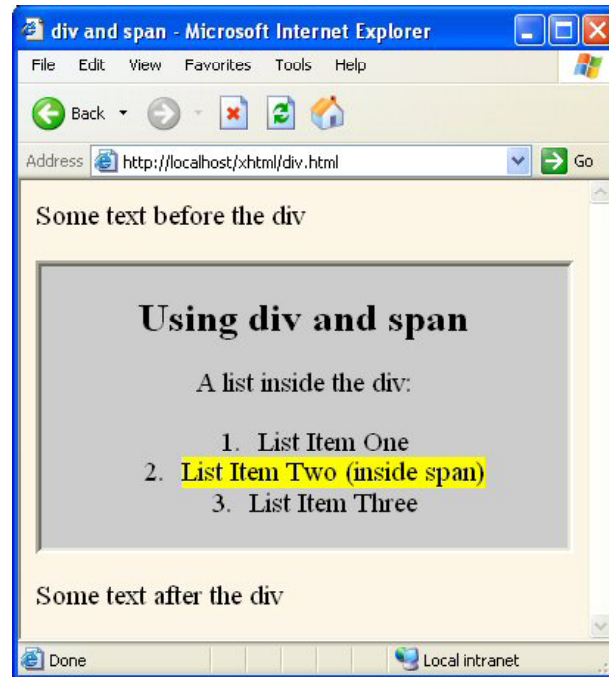 div and span - Microsoft Internet Explorer
File Edit View Favorites Tools Help
Back
Address http://localhost/xhtml/div.html Go
Some text before the div
Using div and span
A list inside the div:
1. List Item One
2. List Item Two (inside span)
3. List Item Three
Some text after the div
Done Local intranet